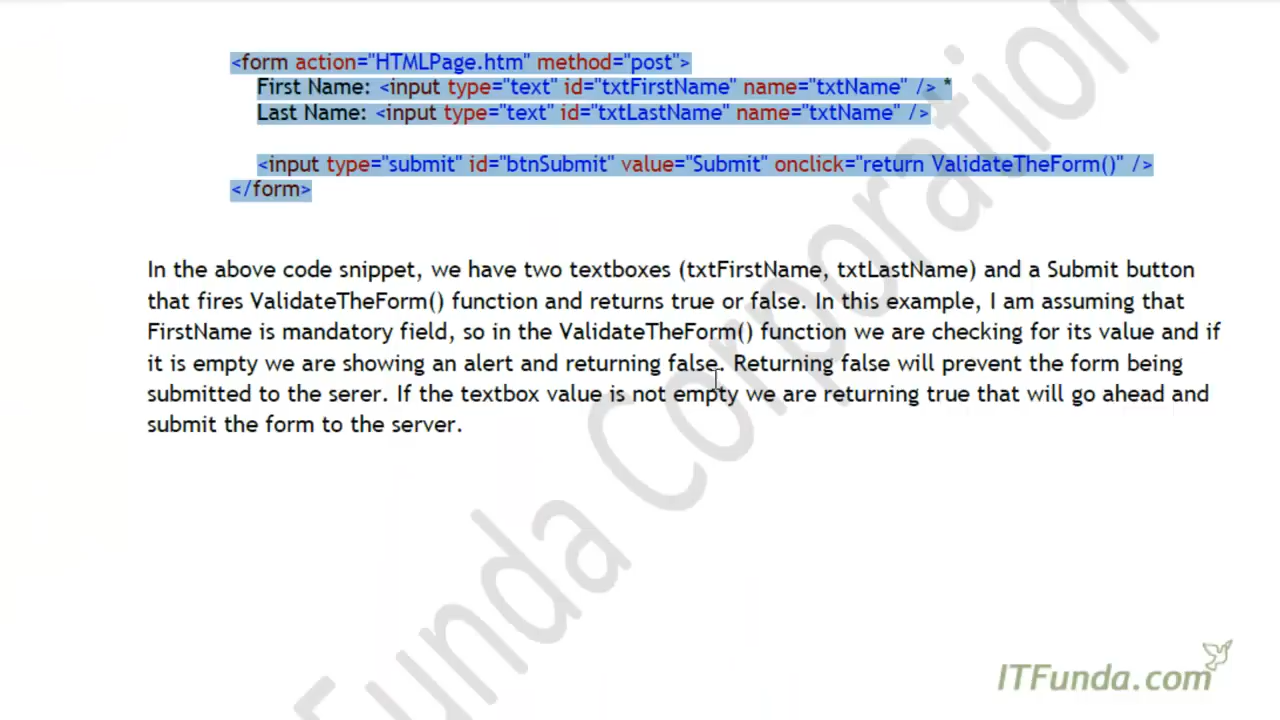 <form action="HTMLPage.htm" method="post">
First Name: <input type="text" id="txtFirstName" name="txtName" /> *
Last Name: <input type="text" id="txtLastName" name="txtName" />
<input type="submit" id="btnSubmit" value="Submit" onclick="return ValidateTheForm()" />
</form>
In the above code snippet, we have two textboxes (txtFirstName, txtLastName) and a Submit button
that fires ValidateTheForm() function and returns true or false. In this example, I am assuming that
FirstName is mandatory field, so in the ValidateTheForm() function we are checking for its value and if
it is empty we are showing an alert and returning false. Returning false will prevent the form being
submitted to the serer. If the textbox value is not empty we are returning true that will go ahead and
submit the form to the server.
Funda Corporation
ITFunda.com